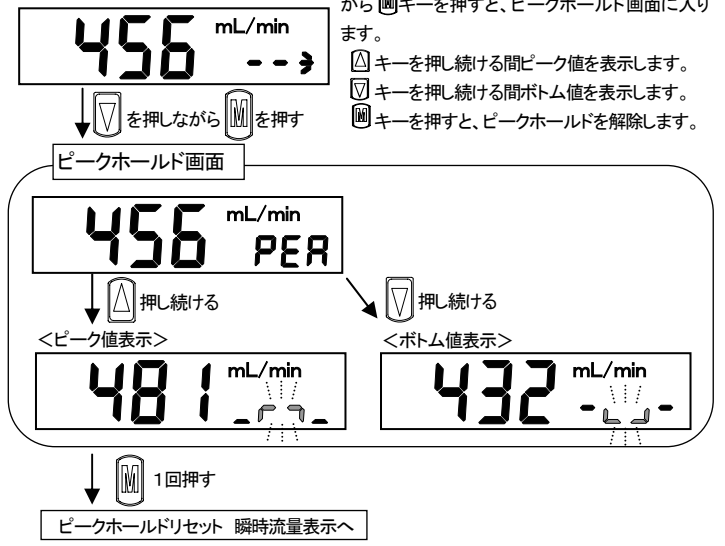 から Ⓜキーを押すと、ピークホールド画面に入り
ます。
△ キーを押し続ける間ピーク値を表示します。
▽ キーを押し続ける間ボトム値を表示します。
Ⓜ キーを押すと、ピークホールドを解除します。
456 mL/min
▽ を押しながら Ⓜ を押す
ピークホールド画面
456 mL/min
PEA
△ 押し続ける
▽ 押し続ける
＜ピーク値表示＞
481 mL/min
＜ボトム値表示＞
432 mL/min
Ⓜ 1回押す
ピークホールドリセット 瞬時流量表示へ